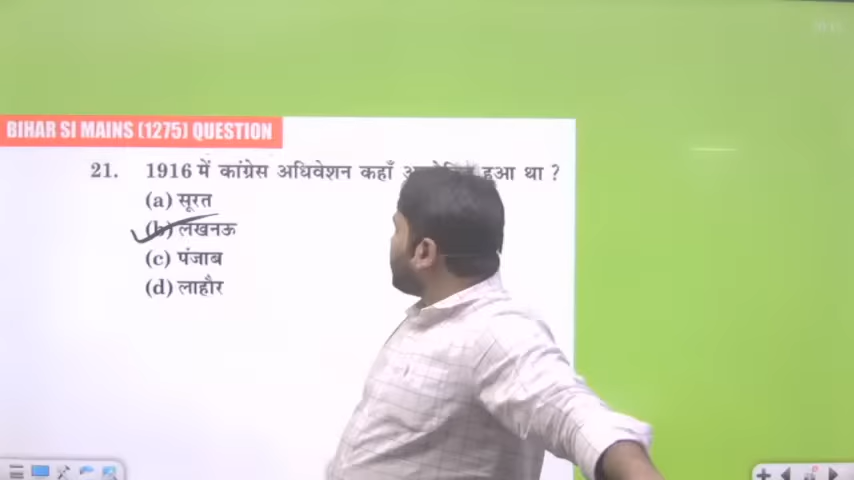 BIHAR SI MAINS (1275) QUESTION
21. 1916 में कांग्रेस अधिवेशन कहाँ हुआ था ?
(a) सूरत
(b) लखनऊ
(c) पंजाब
(d) लाहौर